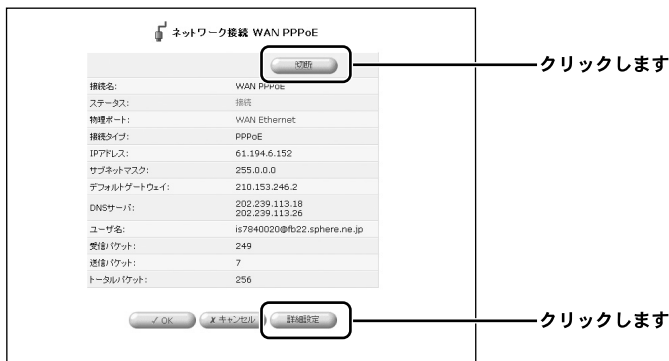 ネットワーク接続 WAN PPPoE
切断
クリックします
接続名: WAN PPPoE
ステータス: 接続
物理ポート: WAN Ethernet
接続タイプ: PPPoE
IPアドレス: 61.194.6.152
サブネットマスク: 255.0.0.0
デフォルトゲートウェイ: 210.153.246.2
DNSサーバ: 202.239.113.18
202.239.113.26
ユーザ名: is7840020@fb22.sphere.ne.jp
受信パケット: 249
送信パケット: 7
トータルパケット: 256
✓ OK
X キャンセル
詳細設定
クリックします